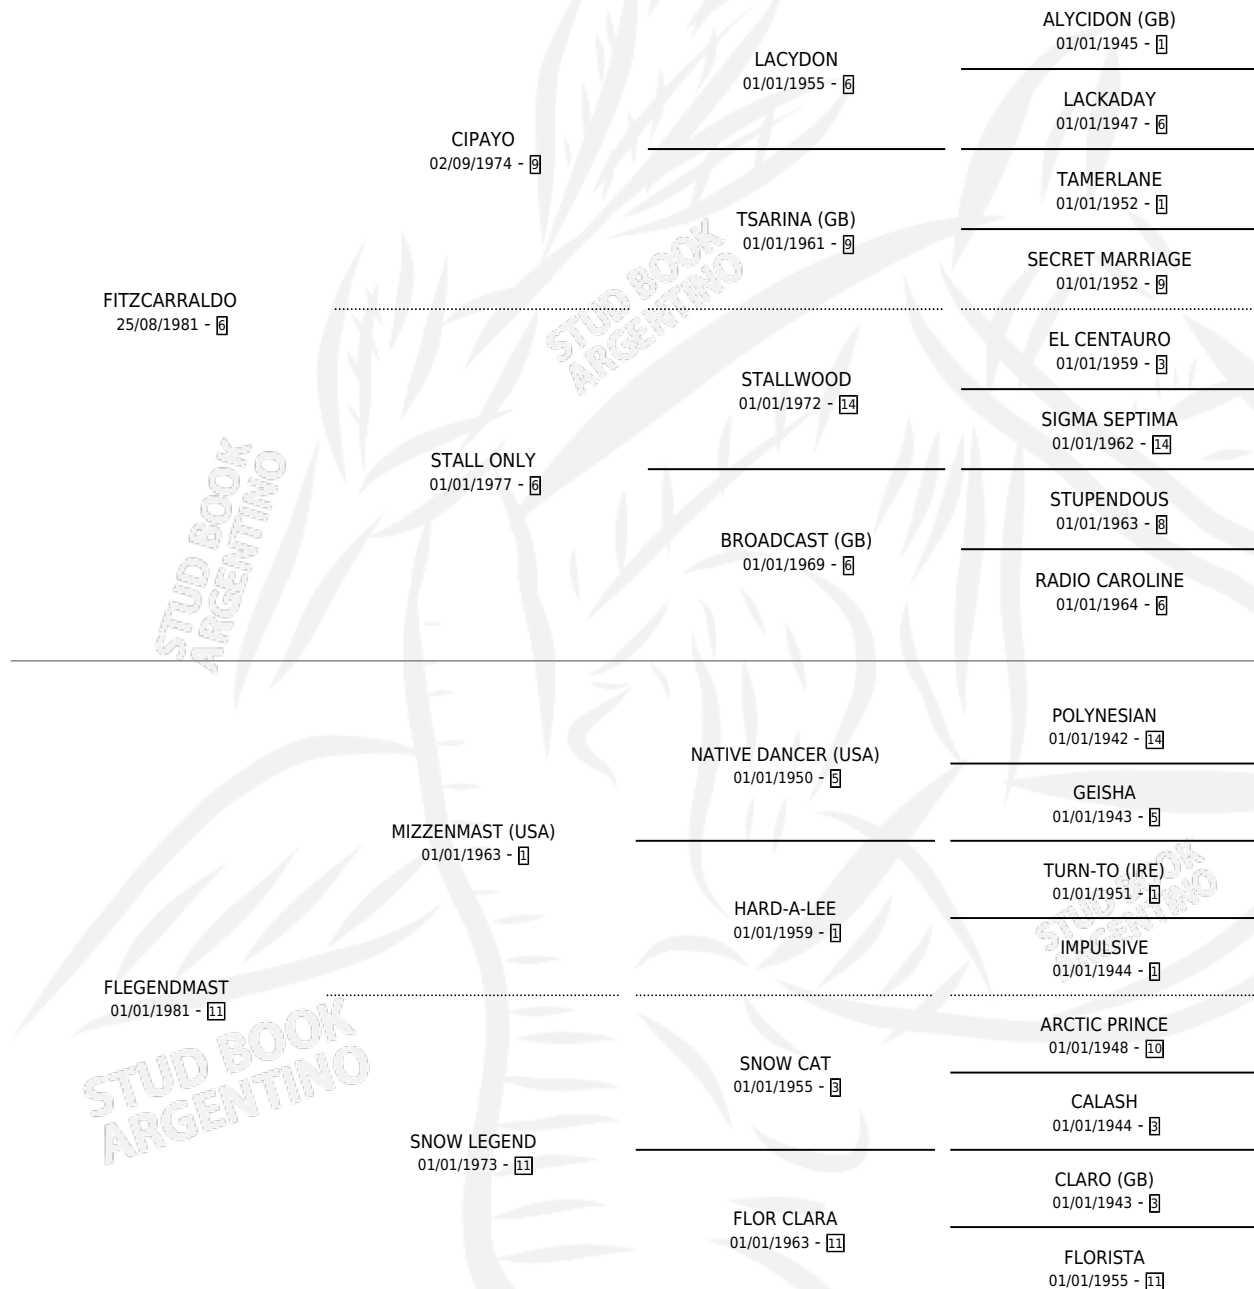 FITZCARRALDO
25/08/1981 - 6
CIPAYO
02/09/1974 - 9
LACYDON
01/01/1955 - 6
ALYCIDON (GB)
01/01/1945 - 1
LACKADAY
01/01/1947 - 6
TSARINA (GB)
01/01/1961 - 9
TAMERLANE
01/01/1952 - 1
SECRET MARRIAGE
01/01/1952 - 9
STALL ONLY
01/01/1977 - 6
STALLWOOD
01/01/1972 - 14
EL CENTAURO
01/01/1959 - 3
SIGMA SEPTIMA
01/01/1962 - 14
BROADCAST (GB)
01/01/1969 - 6
STUPENDOUS
01/01/1963 - 8
RADIO CAROLINE
01/01/1964 - 6
FLEGENDMAST
01/01/1981 - 11
MIZZENMAST (USA)
01/01/1963 - 1
NATIVE DANCER (USA)
01/01/1950 - 5
POLYNESIAN
01/01/1942 - 14
GEISHA
01/01/1943 - 5
HARD-A-LEE
01/01/1959 - 1
TURN-TO (IRE)
01/01/1951 - 1
IMPULSIVE
01/01/1944 - 1
SNOW LEGEND
01/01/1973 - 11
SNOW CAT
01/01/1955 - 3
ARCTIC PRINCE
01/01/1948 - 10
CALASH
01/01/1944 - 3
FLOR CLARA
01/01/1963 - 11
CLARO (GB)
01/01/1943 - 3
FLORISTA
01/01/1955 - 11
STUD BOOK
ARGENTINO
STUD BOOK
ARGENTINO
STUD BOOK
ARGENTINO
STUD BOOK
ARGENTINO